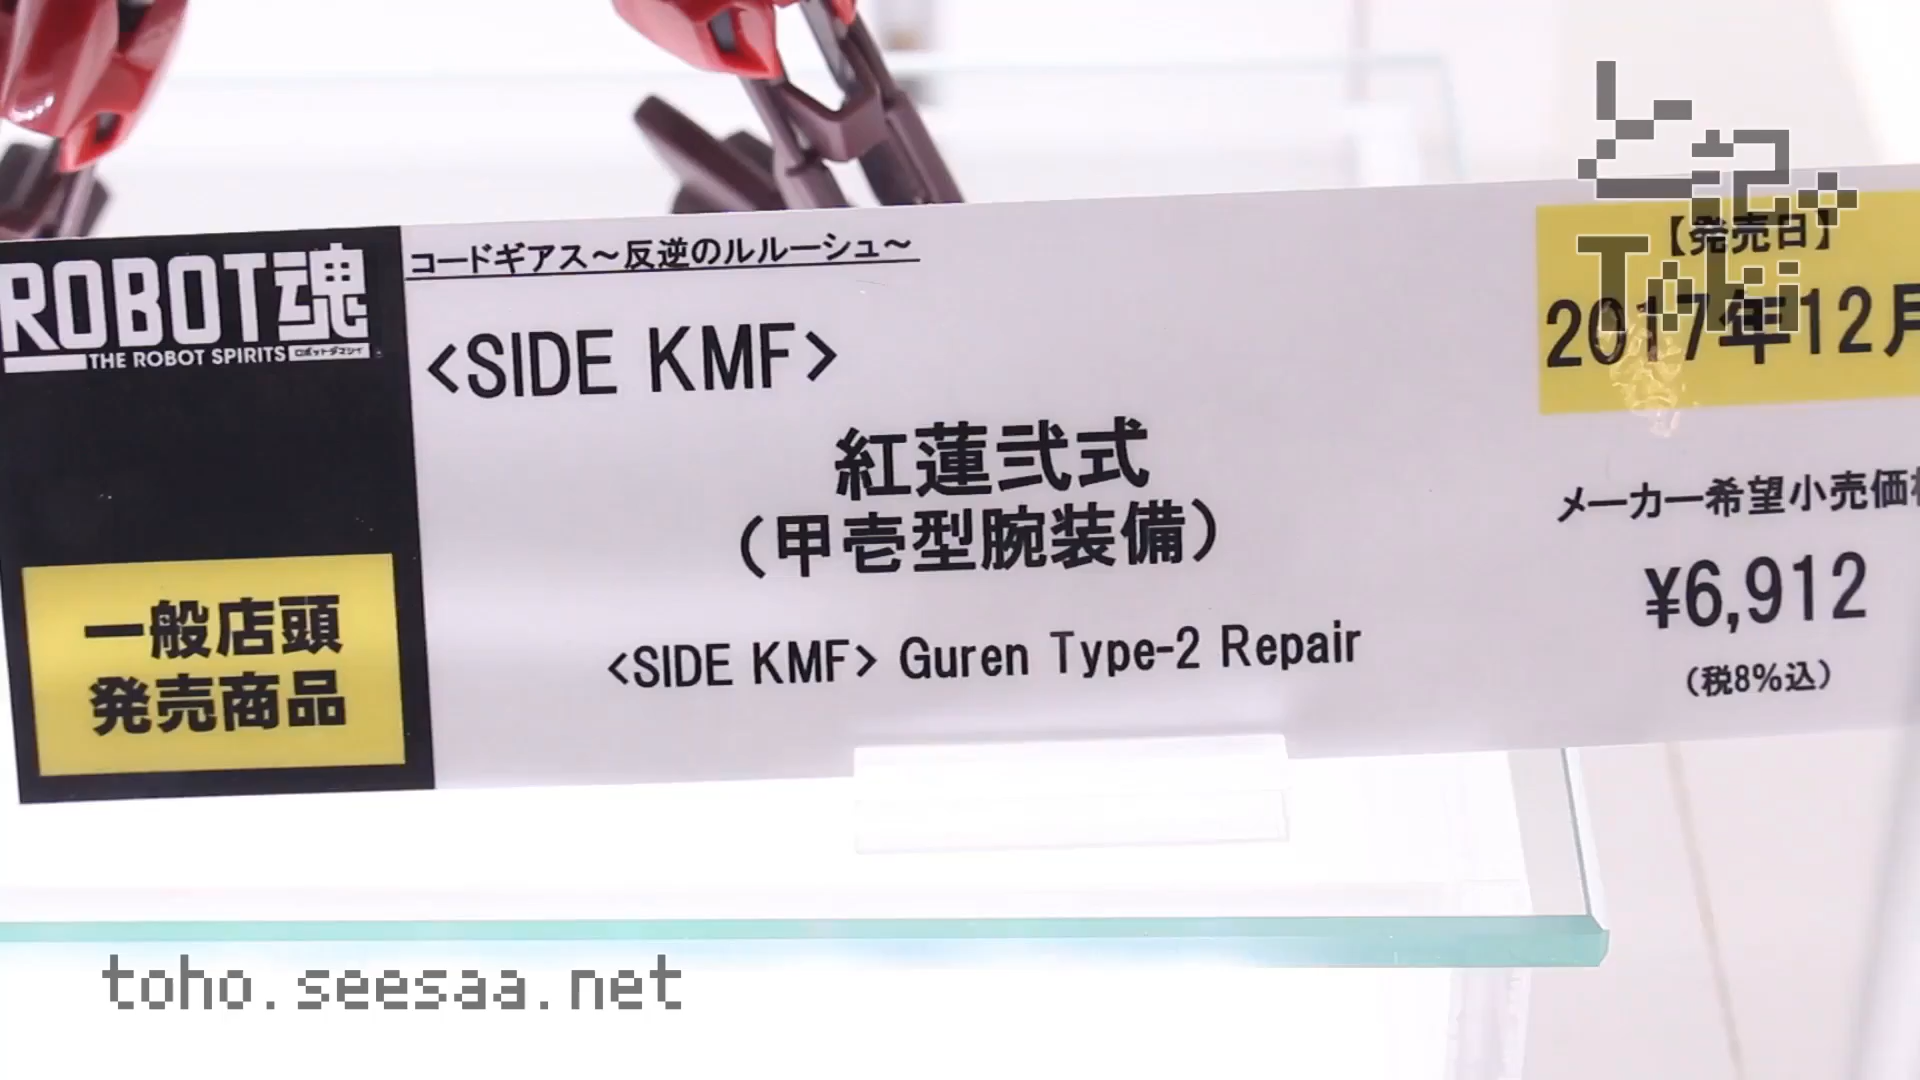 ROBOT魂
THE ROBOT SPIRITS ロボットダマシイ
一般店頭
発売商品
コードギアス～反逆のルルーシュ～
<SIDE KMF>
紅蓮弐式
（甲壱型腕装備）
<SIDE KMF> Guren Type-2 Repair
【発売日】
2017年12月
メーカー希望小売価格
¥6,912
（税8%込）
と記。
Toki
toho.seesaa.net